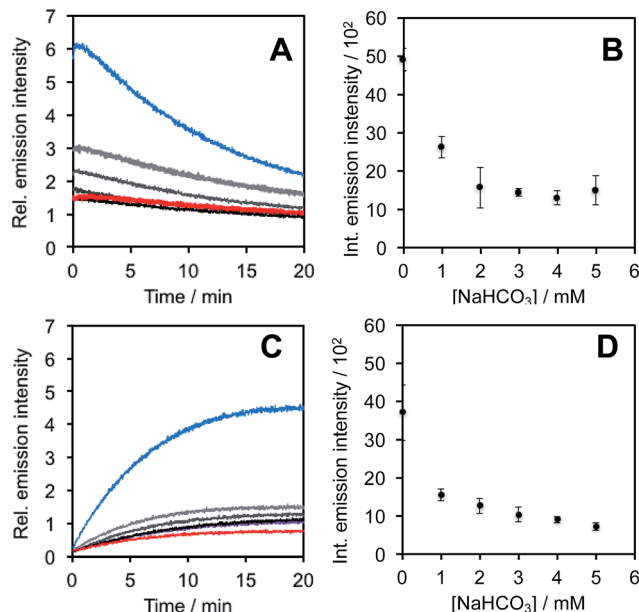 A
7
6
5
4
3
2
1
0
Rel. emission intensity
0 5 10 15 20
Time / min
B
60
50
40
30
20
10
0
Int. emission instensity / 10²
0 1 2 3 4 5 6
[NaHCO₃] / mM
C
7
6
5
4
3
2
1
0
Rel. emission intensity
0 5 10 15 20
Time / min
D
60
50
40
30
20
10
0
Int. emission intensity / 10²
0 1 2 3 4 5 6
[NaHCO₃] / mM